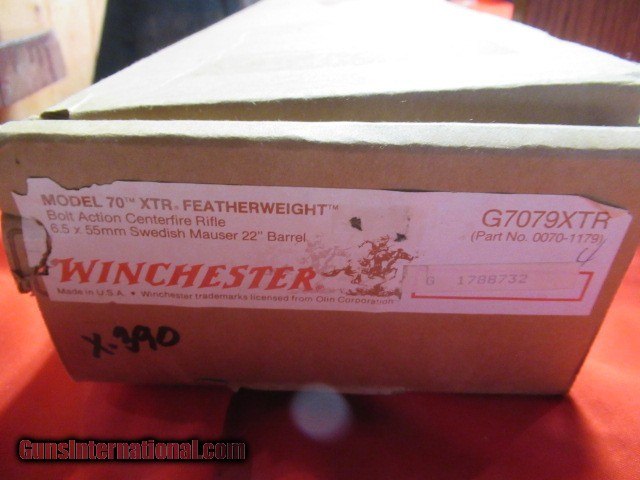 MODEL 70™ XTR® FEATHERWEIGHT™
Bolt Action Centerfire Rifle
6.5 x 55mm Swedish Mauser 22" Barrel
G7079XTR
(Part No. 0070-1179)
WINCHESTER
G 1788732
Made in U.S.A. • Winchester trademarks licensed from Olin Corporation
X-390
GunsInternational.com